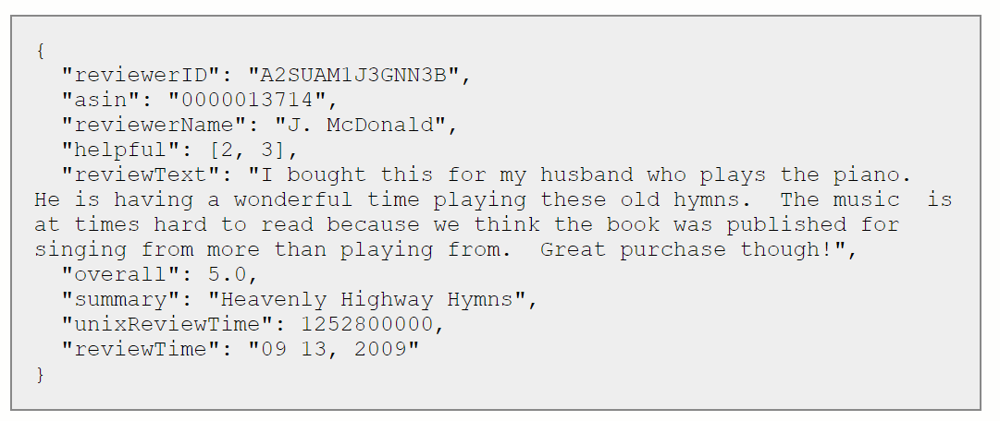 {
  "reviewerID": "A2SUAM1J3GNN3B",
  "asin": "0000013714",
  "reviewerName": "J. McDonald",
  "helpful": [2, 3],
  "reviewText": "I bought this for my husband who plays the piano.
He is having a wonderful time playing these old hymns.  The music  is
at times hard to read because we think the book was published for
singing from more than playing from.  Great purchase though!",
  "overall": 5.0,
  "summary": "Heavenly Highway Hymns",
  "unixReviewTime": 1252800000,
  "reviewTime": "09 13, 2009"
}